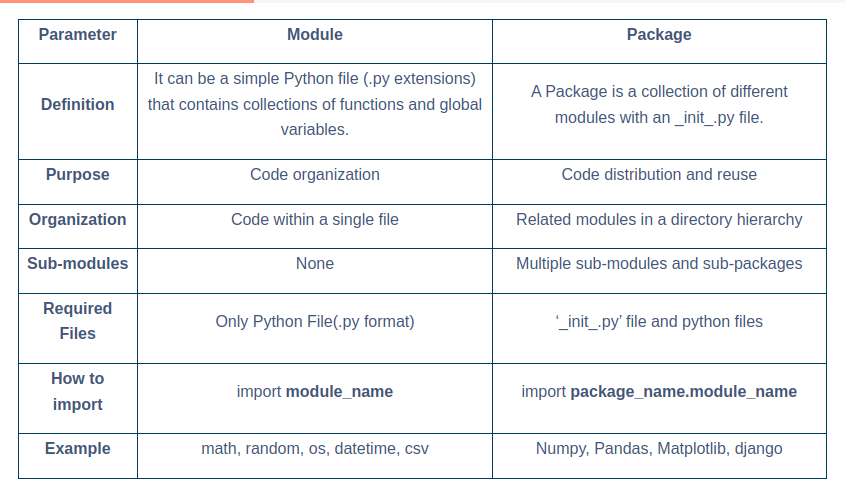 Parameter Module Package
It can be a simple Python file (.py extensions)
that contains collections of functions and global
variables.
Definition
A Package is a collection of different
modules with an _init_.py file.
Purpose Code organization Code distribution and reuse
Organization Code within a single file Related modules in a directory hierarchy
Sub-modules None Multiple sub-modules and sub-packages
Required
Files
Only Python File(.py format) ‘_init_.py’ file and python files
How to
import
import module_name import package_name.module_name
Example math, random, os, datetime, csv Numpy, Pandas, Matplotlib, django